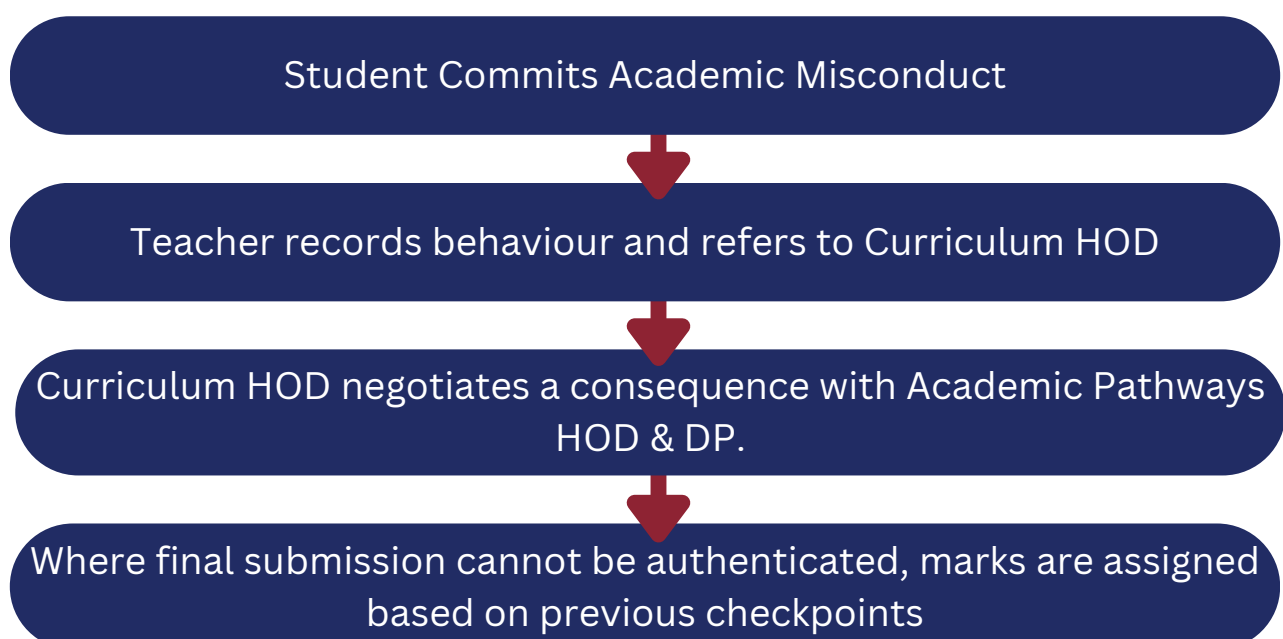 Student Commits Academic Misconduct
Teacher records behaviour and refers to Curriculum HOD
Curriculum HOD negotiates a consequence with Academic Pathways
HOD & DP.
Where final submission cannot be authenticated, marks are assigned
based on previous checkpoints